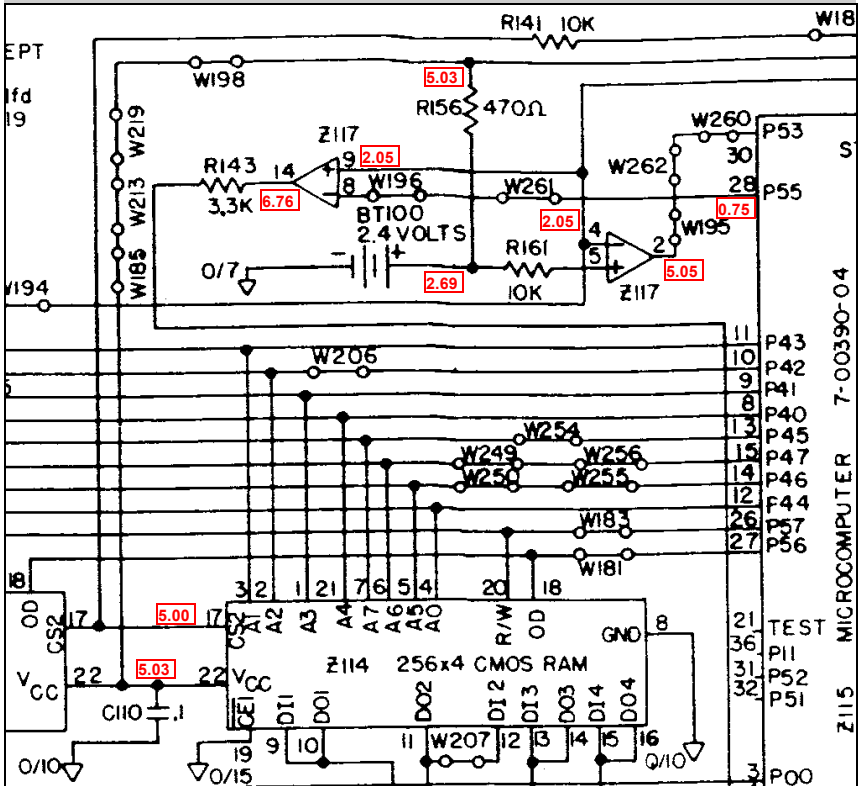 R141 10K
W18
EPT
W198
5.03
lfd
19
R156 470Ω
W219
Z117
W260
P53
S
R143
14
9
2.05
W262
30
W213
3.3K
6.76
8
W196
W261
28
P55
0.75
BT100
2.05
W195
2.4 VOLTS
4
R161
5
2
- +
W185
0/7
2.69
10K
Z117
5.05
W194
7-00390-04
11 P43
W206
10 P42
9 P41
8 P40
W254
13 P45
W249
W256
15 P47
W250
W255
14 P46
12 P44
W183
26 P57
27 P56
W181
MICROCOMPUTER
18
3 2 1 21 7 6 5 4 20 18
OD
CS2
17
5.00
17
CS2
A1 A2 A3 A4 A7 A6 A5 A0 R/W OD
GND
8
21 TEST
36 P11
31 P52
32 P51
Z114 256x4 CMOS RAM
5.03
VCC
22
22
VCC
C110
.1
CE1
DI1 DO1 DO2 DI2 DI3 DO3 DI4 DO4
Z115
19 9 10 11 W207 12 13 14 15 16
0/10
0/15
0/10
3 P00